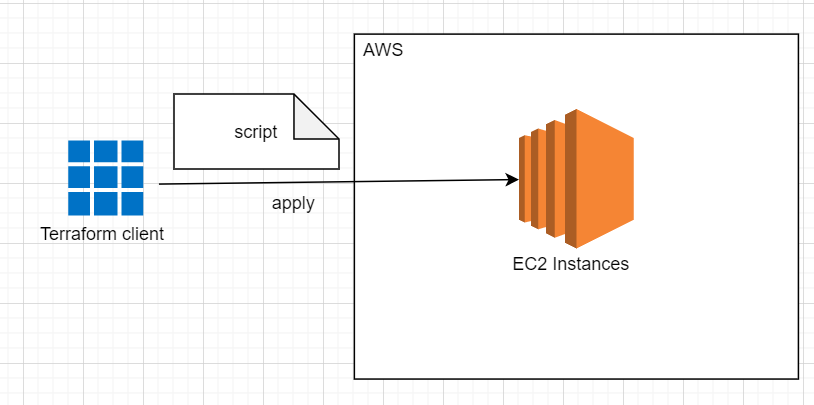 AWS
script
apply
Terraform client
EC2 Instances